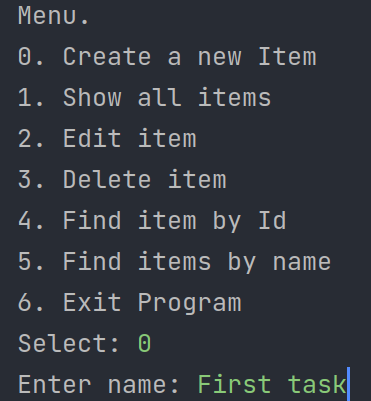 Menu.
0. Create a new Item
1. Show all items
2. Edit item
3. Delete item
4. Find item by Id
5. Find items by name
6. Exit Program
Select: 0
Enter name: First task